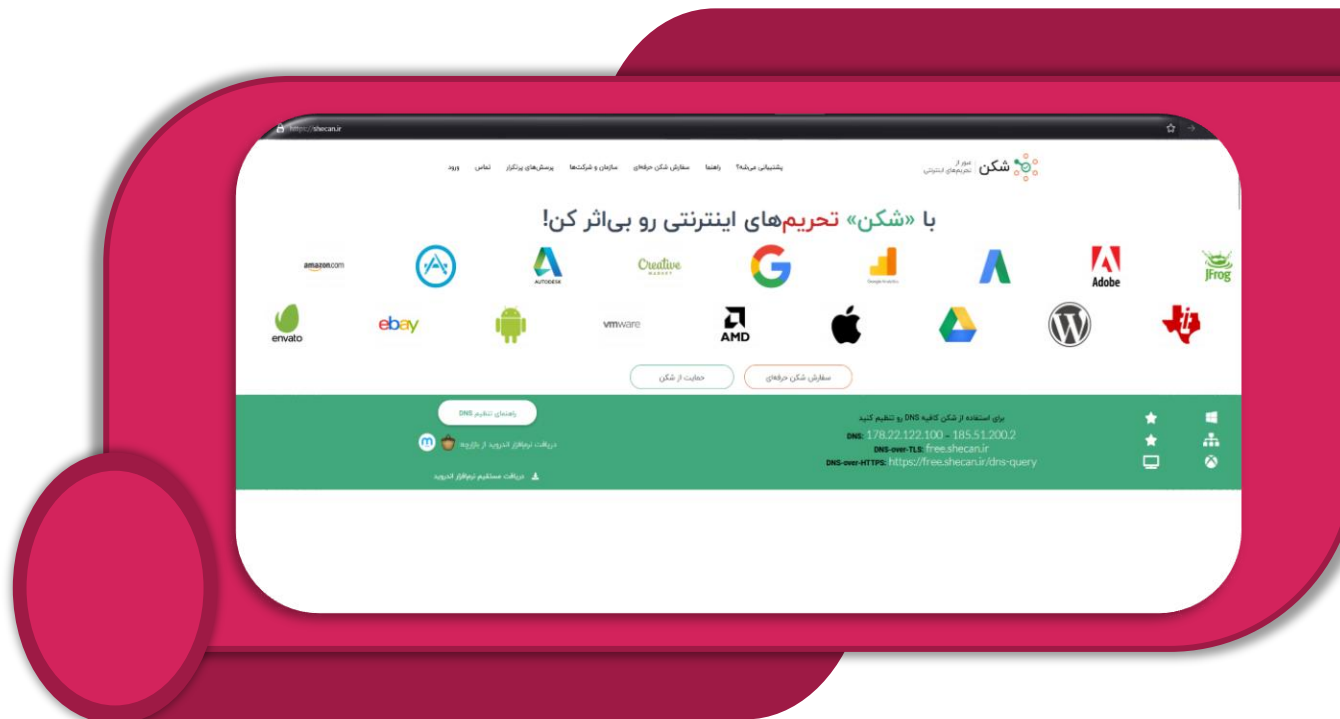 https://shecan.ir
شکن
عبور از
تحریم‌های اینترنتی
پشتیبانی می‌شه؟ راهنما سفارش شکن حرفه‌ای سازمان و شرکت‌ها پرسش‌های پرتکرار تماس ورود
با «شکن» تحریم‌های اینترنتی رو بی‌اثر کن!
amazon.com
AUTODESK
Creative
MARKET
Google Analytics
Adobe
JFrog
envato
ebay
vmware
AMD
سفارش شکن حرفه‌ای
حمایت از شکن
برای استفاده از شکن کافیه DNS رو تنظیم کنید
DNS: 178.22.122.100 - 185.51.200.2
DNS-over-TLS: free.shecan.ir
DNS-over-HTTPS: https://free.shecan.ir/dns-query
راهنمای تنظیم DNS
دریافت نرم‌افزار اندروید از بازار یا:
دریافت مستقیم نرم‌افزار اندروید